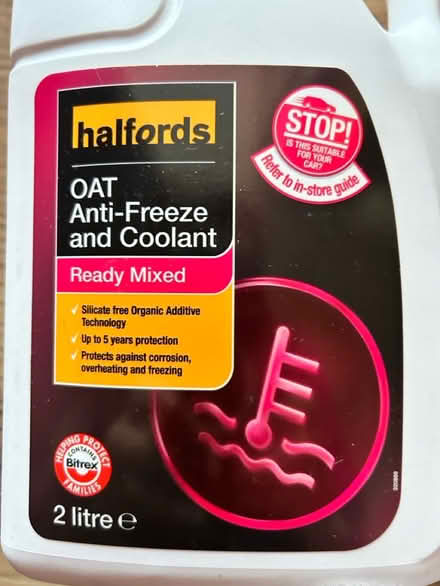 halfords
OAT
Anti-Freeze
and Coolant
Ready Mixed
✓ Silicate free Organic Additive
Technology
✓ Up to 5 years protection
✓ Protects against corrosion,
overheating and freezing
STOP!
IS THIS SUITABLE
FOR YOUR
CAR?
Refer to in-store guide
HELPING PROTECT
CONTAINS
Bitrex
FAMILIES
2 litre ℮